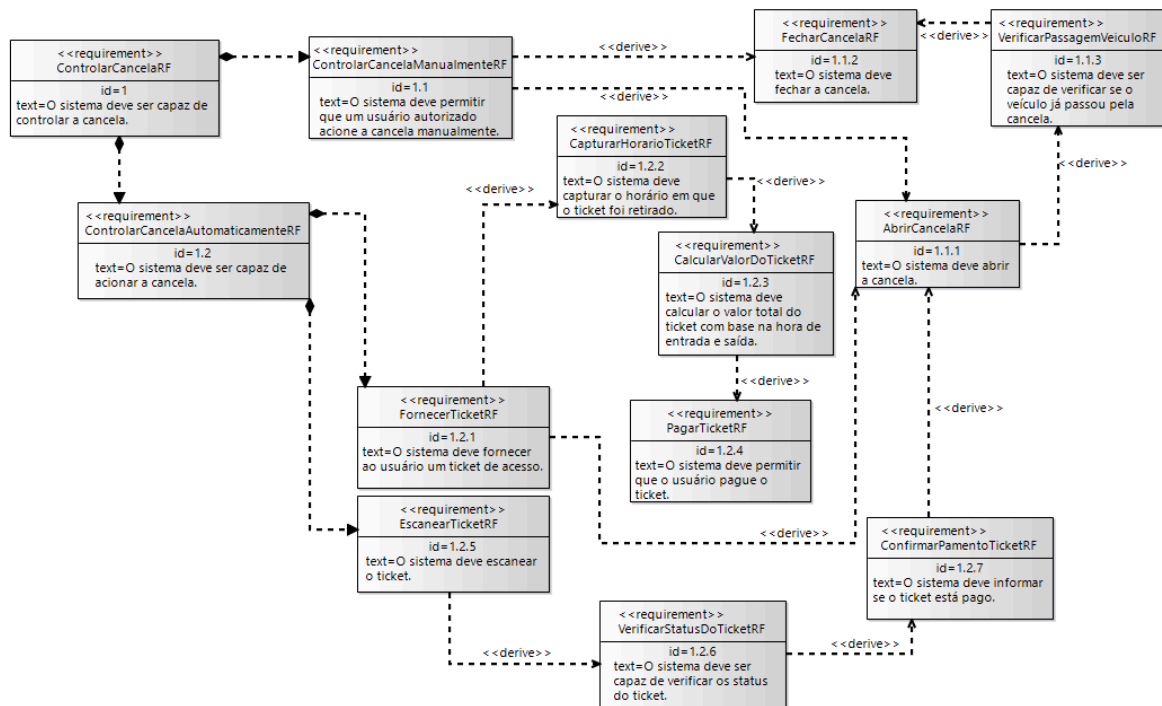 <<requirement>>
ControlarCancelaRF
id=1
text=O sistema deve ser capaz de
controlar a cancela.
<<requirement>>
ControlarCancelaManualmenteRF
id=1.1
text=O sistema deve permitir
que um usuário autorizado
acione a cancela manualmente.
<<derive>>
<<derive>>
<<requirement>>
FecharCancelaRF
id=1.1.2
text=O sistema deve
fechar a cancela.
<<derive>>
<<requirement>>
VerificarPassagemVeiculoRF
id=1.1.3
text=O sistema deve ser
capaz de verificar se o
veículo já passou pela
cancela.
<<derive>>
<<requirement>>
CapturarHorarioTicketRF
id=1.2.2
text=O sistema deve
capturar o horário em que
o ticket foi retirado.
<<derive>>
<<derive>>
<<requirement>>
ControlarCancelaAutomaticamenteRF
id=1.2
text=O sistema deve ser capaz de
acionar a cancela.
<<requirement>>
AbrirCancelaRF
id=1.1.1
text=O sistema deve abrir
a cancela.
<<requirement>>
CalcularValorDoTicketRF
id=1.2.3
text=O sistema deve
calcular o valor total do
ticket com base na hora de
entrada e saída.
<<derive>>
<<requirement>>
FornecerTicketRF
id=1.2.1
text=O sistema deve fornecer
ao usuário um ticket de acesso.
<<requirement>>
PagarTicketRF
id=1.2.4
text=O sistema deve permitir
que o usuário pague o
ticket.
<<derive>>
<<derive>>
<<requirement>>
EscanearTicketRF
id=1.2.5
text=O sistema deve escanear
o ticket.
<<requirement>>
ConfirmarPamentoTicketRF
id=1.2.7
text=O sistema deve informar
se o ticket está pago.
<<derive>>
<<requirement>>
VerificarStatusDoTicketRF
id=1.2.6
text=O sistema deve ser
capaz de verificar os status
do ticket.
<<derive>>